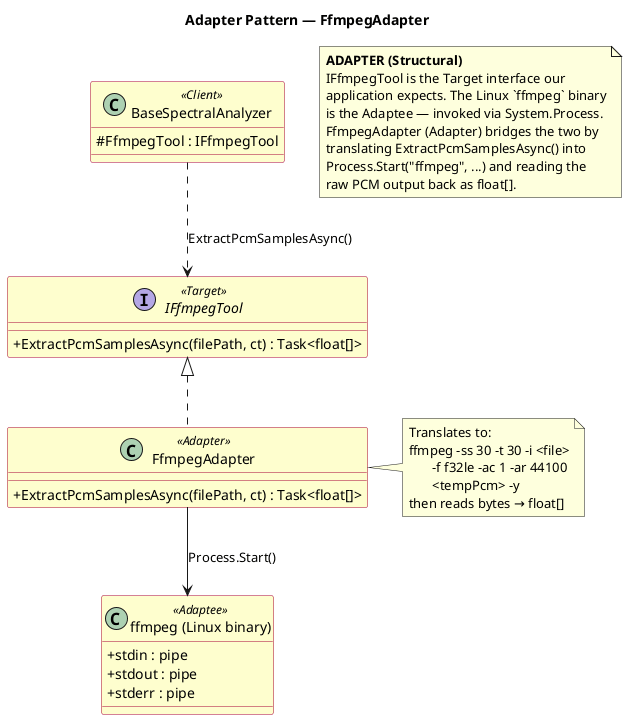 Adapter Pattern — FfmpegAdapter
ADAPTER (Structural)
IFfmpegTool is the Target interface our
application expects. The Linux `ffmpeg` binary
is the Adaptee — invoked via System.Process.
FfmpegAdapter (Adapter) bridges the two by
translating ExtractPcmSamplesAsync() into
Process.Start("ffmpeg", ...) and reading the
raw PCM output back as float[].
C
«Client»
BaseSpectralAnalyzer
#FfmpegTool : IFfmpegTool
ExtractPcmSamplesAsync()
I
«Target»
IFfmpegTool
+ExtractPcmSamplesAsync(filePath, ct) : Task<float[]>
C
«Adapter»
FfmpegAdapter
+ExtractPcmSamplesAsync(filePath, ct) : Task<float[]>
Translates to:
ffmpeg -ss 30 -t 30 -i <file>
-f f32le -ac 1 -ar 44100
<tempPcm> -y
then reads bytes → float[]
Process.Start()
C
«Adaptee»
ffmpeg (Linux binary)
+stdin : pipe
+stdout : pipe
+stderr : pipe